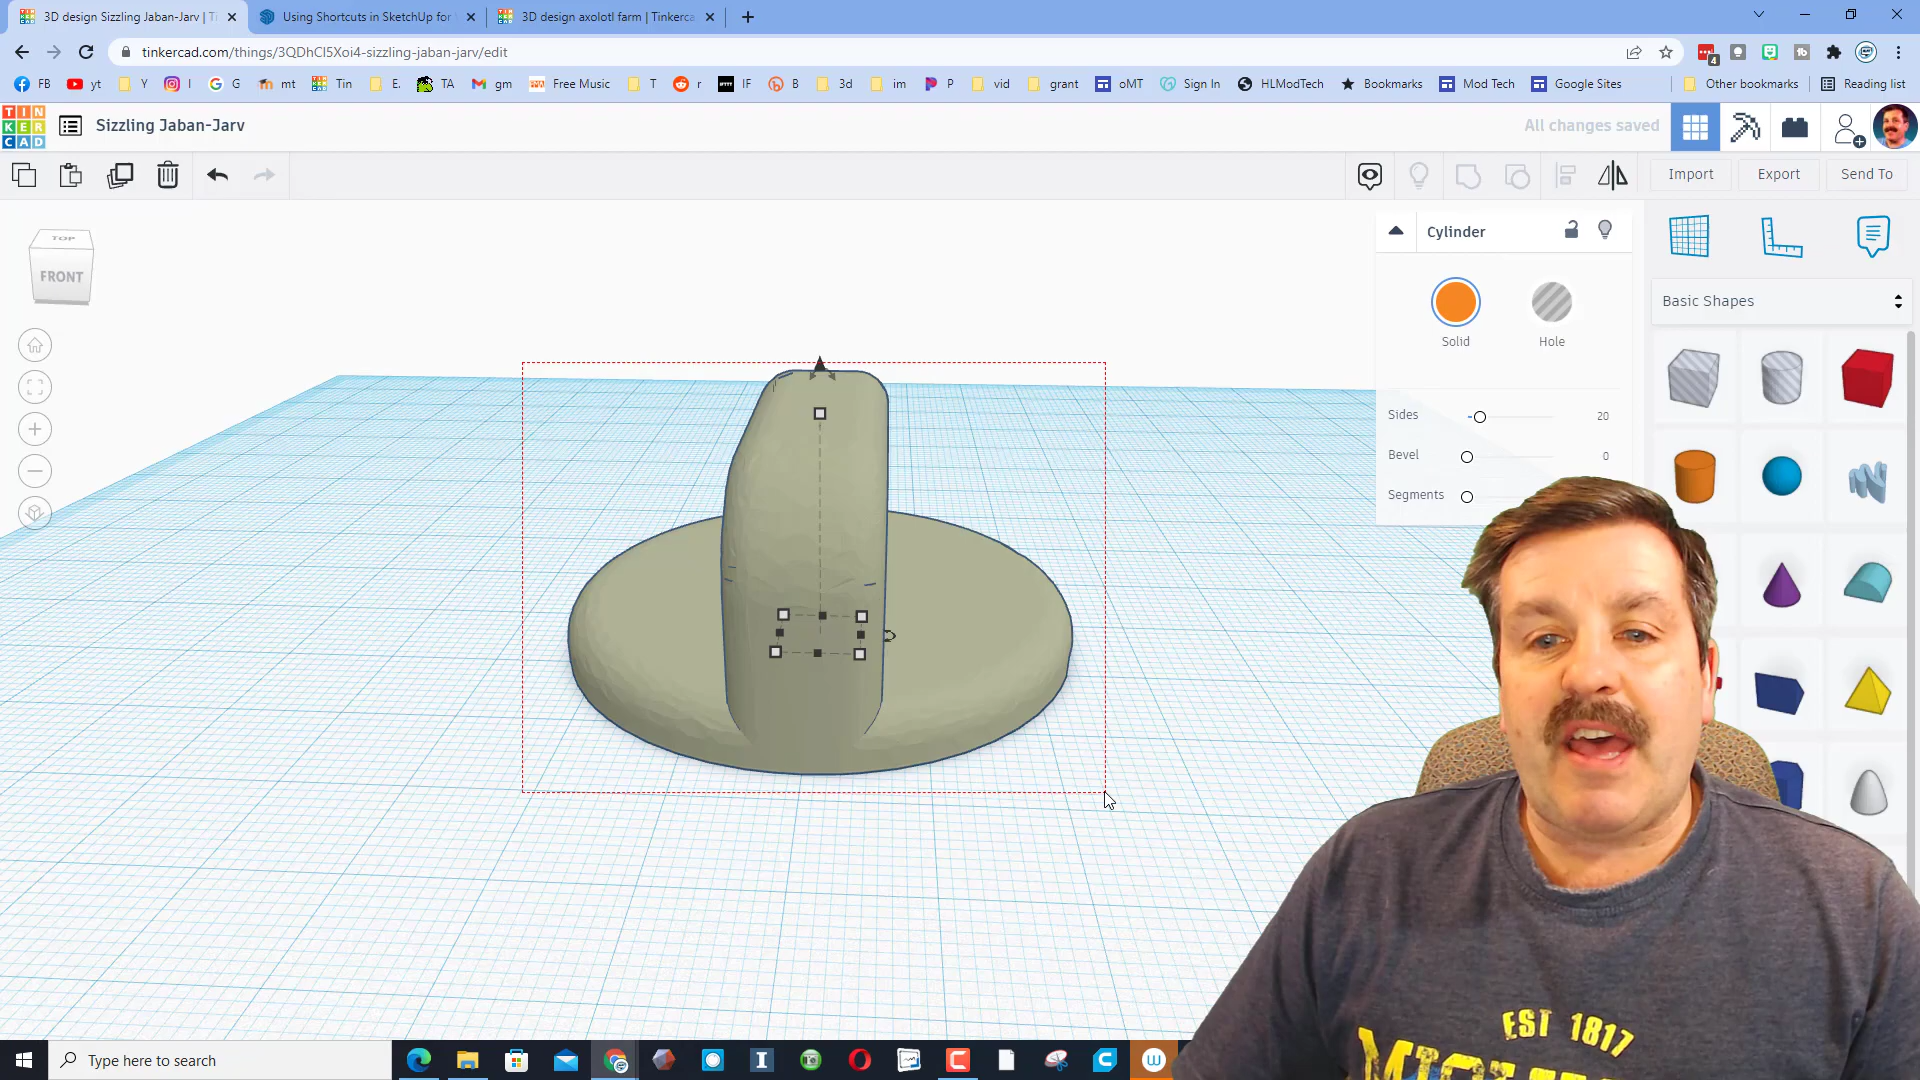 3D design Sizzling Jaban-Jarv | Ti
Using Shortcuts in SketchUp for
3D design axolotl farm | Tinkerca
tinkercad.com/things/3QDhCl5Xoi4-sizzling-jaban-jarv/edit
4
FB yt Y I G mt Tin E. TA gm Free Music T r IF B 3d im P vid grant oMT Sign In HLModTech Bookmarks Mod Tech Google Sites Other bookmarks Reading list
TINKERCAD
Sizzling Jaban-Jarv
All changes saved
Import Export Send To
TOP
FRONT
Cylinder
Solid Hole
Sides 20
Bevel 0
Segments
Basic Shapes
EST 1817
Type here to search